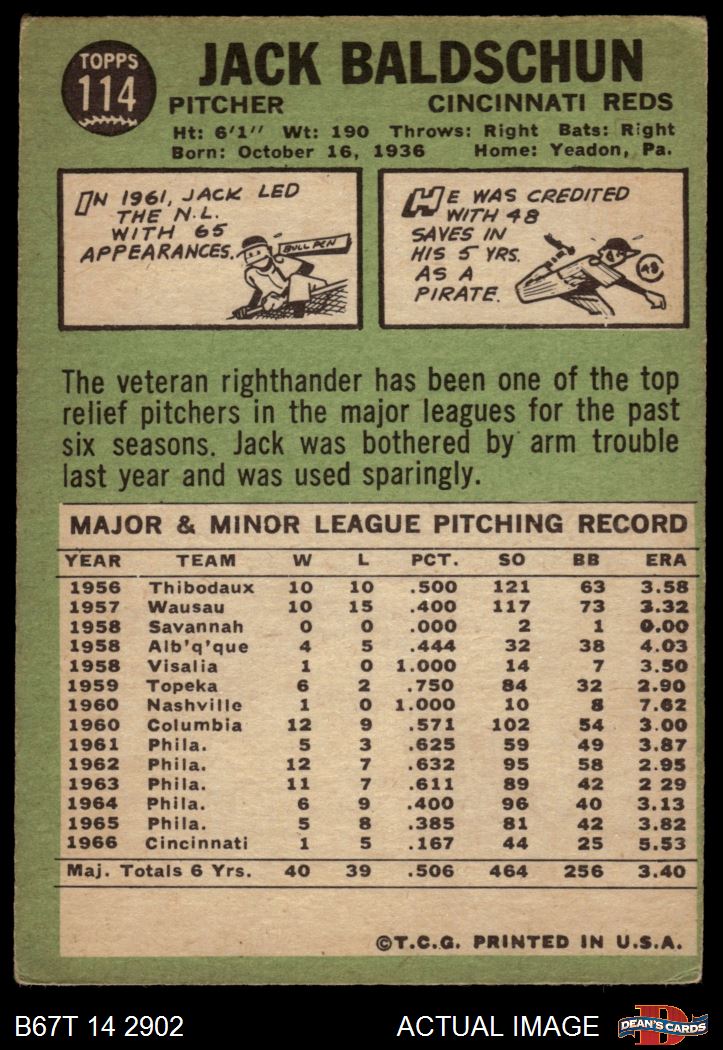 TOPPS
114
JACK BALDSCHUN
PITCHER CINCINNATI REDS
Ht: 6'1" Wt: 190 Throws: Right Bats: Right
Born: October 16, 1936 Home: Yeadon, Pa.
IN 1961, JACK LED
THE N.L.
WITH 65
APPEARANCES.
BULL PEN
HE WAS CREDITED
WITH 48
SAVES IN
HIS 5 YRS.
AS A
PIRATE.
48
The veteran righthander has been one of the top
relief pitchers in the major leagues for the past
six seasons. Jack was bothered by arm trouble
last year and was used sparingly.
MAJOR & MINOR LEAGUE PITCHING RECORD
YEAR TEAM W L PCT. SO BB ERA
1956 Thibodaux 10 10 .500 121 63 3.58
1957 Wausau 10 15 .400 117 73 3.32
1958 Savannah 0 0 .000 2 1 0.00
1958 Alb'q'que 4 5 .444 32 38 4.03
1958 Visalia 1 0 1.000 14 7 3.50
1959 Topeka 6 2 .750 84 32 2.90
1960 Nashville 1 0 1.000 10 8 7.62
1960 Columbia 12 9 .571 102 54 3.00
1961 Phila. 5 3 .625 59 49 3.87
1962 Phila. 12 7 .632 95 58 2.95
1963 Phila. 11 7 .611 89 42 2 29
1964 Phila. 6 9 .400 96 40 3.13
1965 Phila. 5 8 .385 81 42 3.82
1966 Cincinnati 1 5 .167 44 25 5.53
Maj. Totals 6 Yrs. 40 39 .506 464 256 3.40
©T.C.G. PRINTED IN U.S.A.
B67T 14 2902 ACTUAL IMAGE DEAN'S CARDS